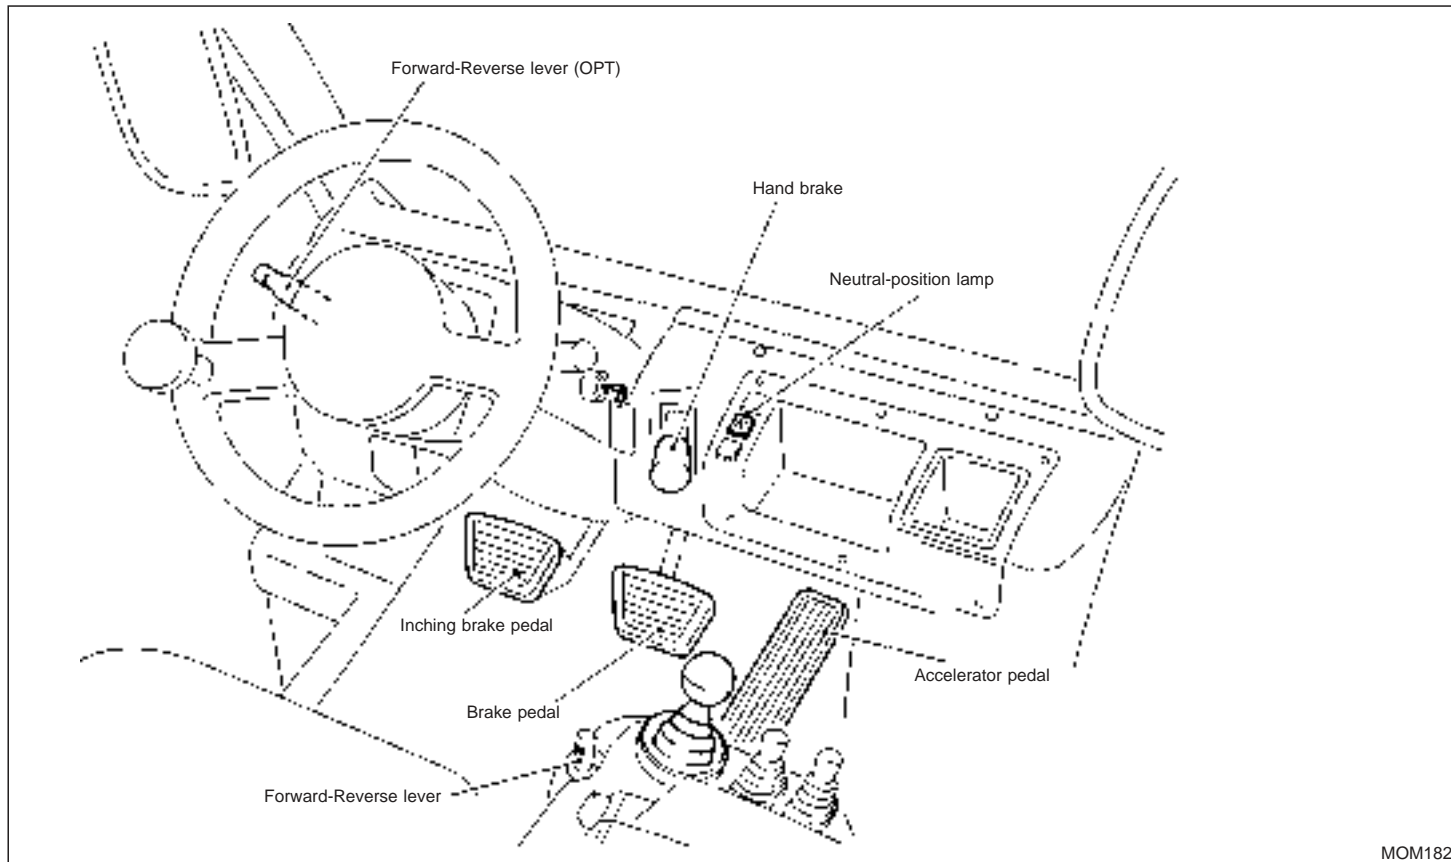 Forward-Reverse lever (OPT)
Hand brake
Neutral-position lamp
Inching brake pedal
Accelerator pedal
Brake pedal
Forward-Reverse lever
MOM182